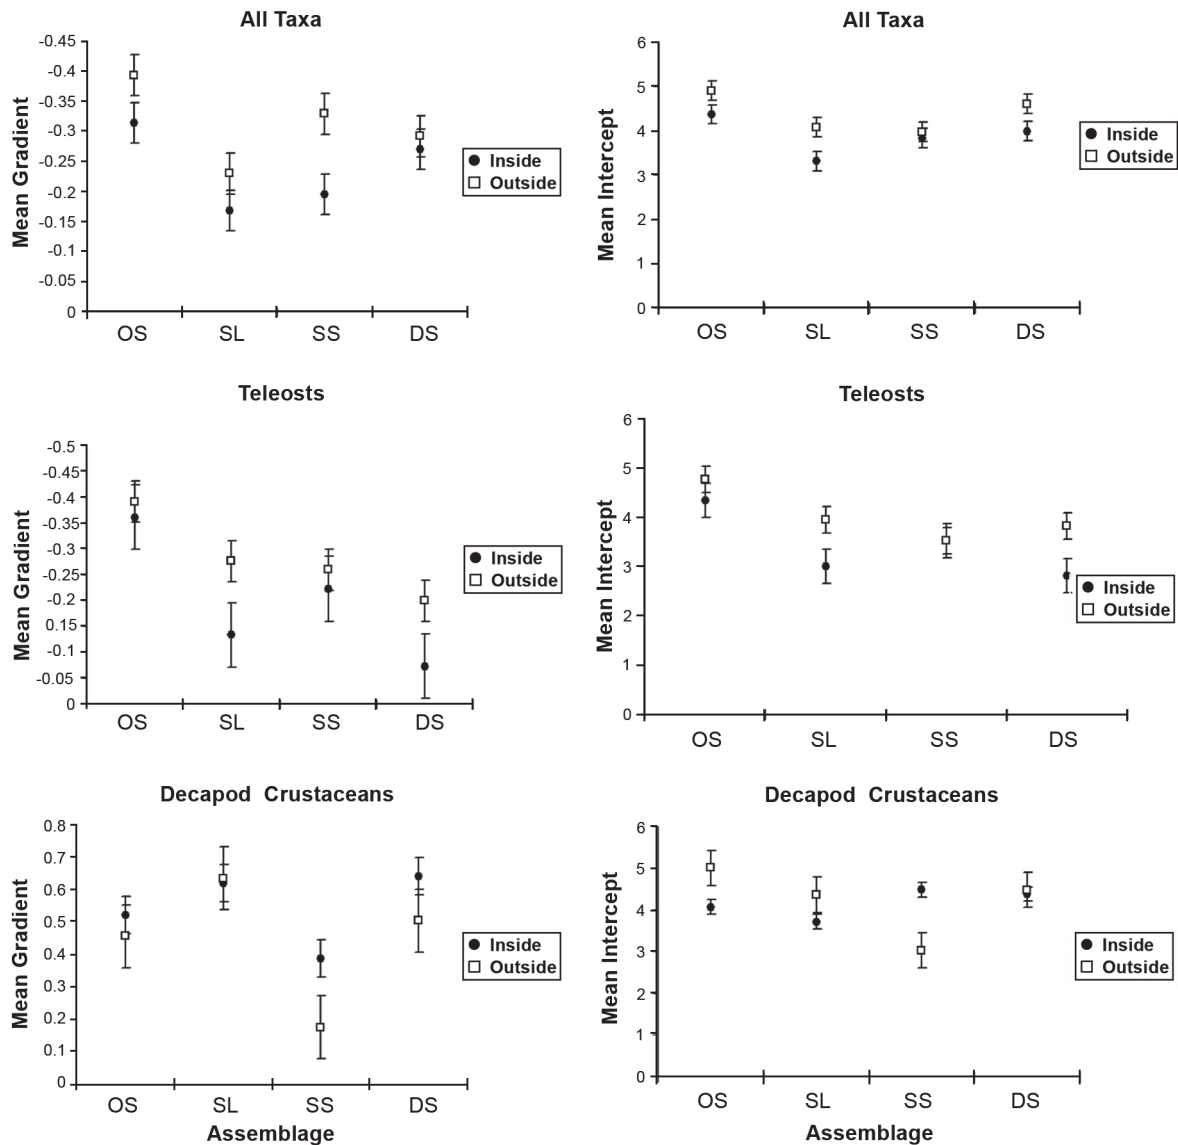 All Taxa
-0.45
-0.4
-0.35
-0.3
-0.25
-0.2
-0.15
-0.1
-0.05
0
Mean Gradient
OS SL SS DS
Inside
Outside
All Taxa
6
5
4
3
2
1
0
Mean Intercept
OS SL SS DS
Inside
Outside
Teleosts
-0.5
-0.45
-0.4
-0.35
-0.3
-0.25
-0.2
0.15
-0.1
-0.05
0
Mean Gradient
OS SL SS DS
Inside
Outside
Teleosts
6
5
4
3
2
1
0
Mean Intercept
OS SL SS DS
Inside
Outside
Decapod Crustaceans
0.8
0.7
0.6
0.5
0.4
0.3
0.2
0.1
0
Mean Gradient
OS SL SS DS
Assemblage
Inside
Outside
Decapod Crustaceans
6
5
4
3
2
1
0
Mean Intercept
OS SL SS DS
Assemblage
Inside
Outside